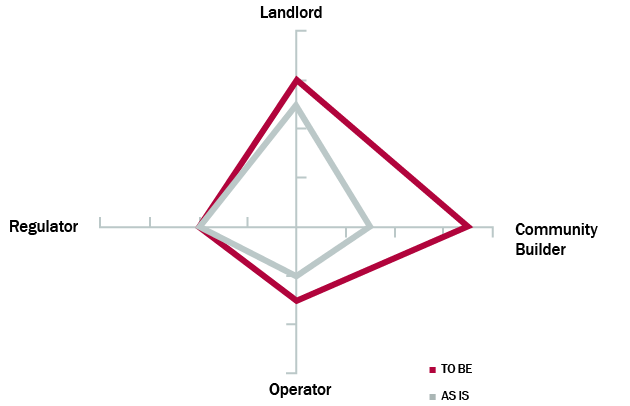 Landlord
Regulator
Community
Builder
Operator
TO BE
AS IS